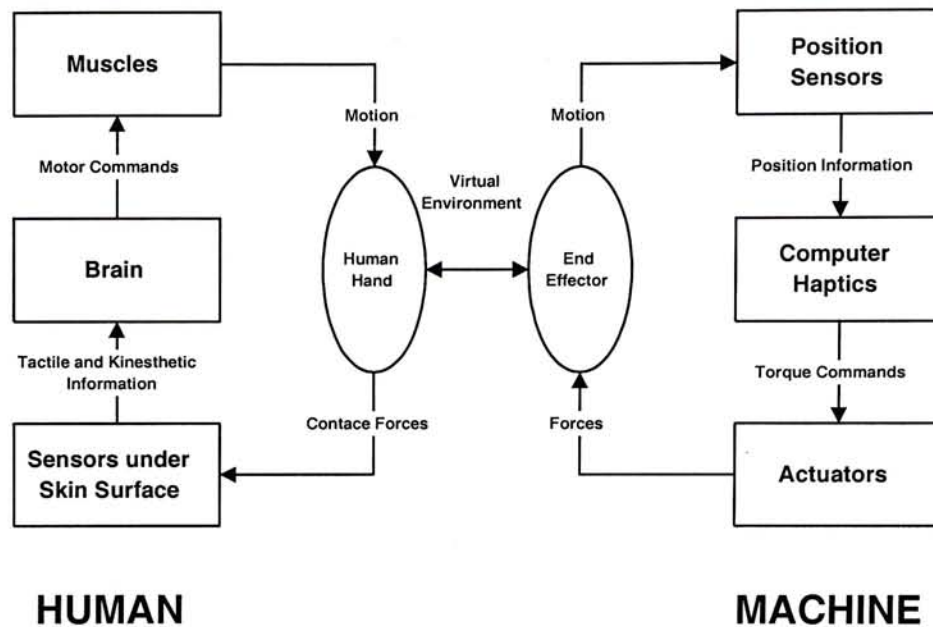 Muscles
Position
Sensors
Motion
Motion
Motor Commands
Position Information
Virtual
Environment
Brain
Human
Hand
End
Effector
Computer
Haptics
Tactile and Kinesthetic
Information
Torque Commands
Contace Forces
Forces
Sensors under
Skin Surface
Actuators
HUMAN
MACHINE